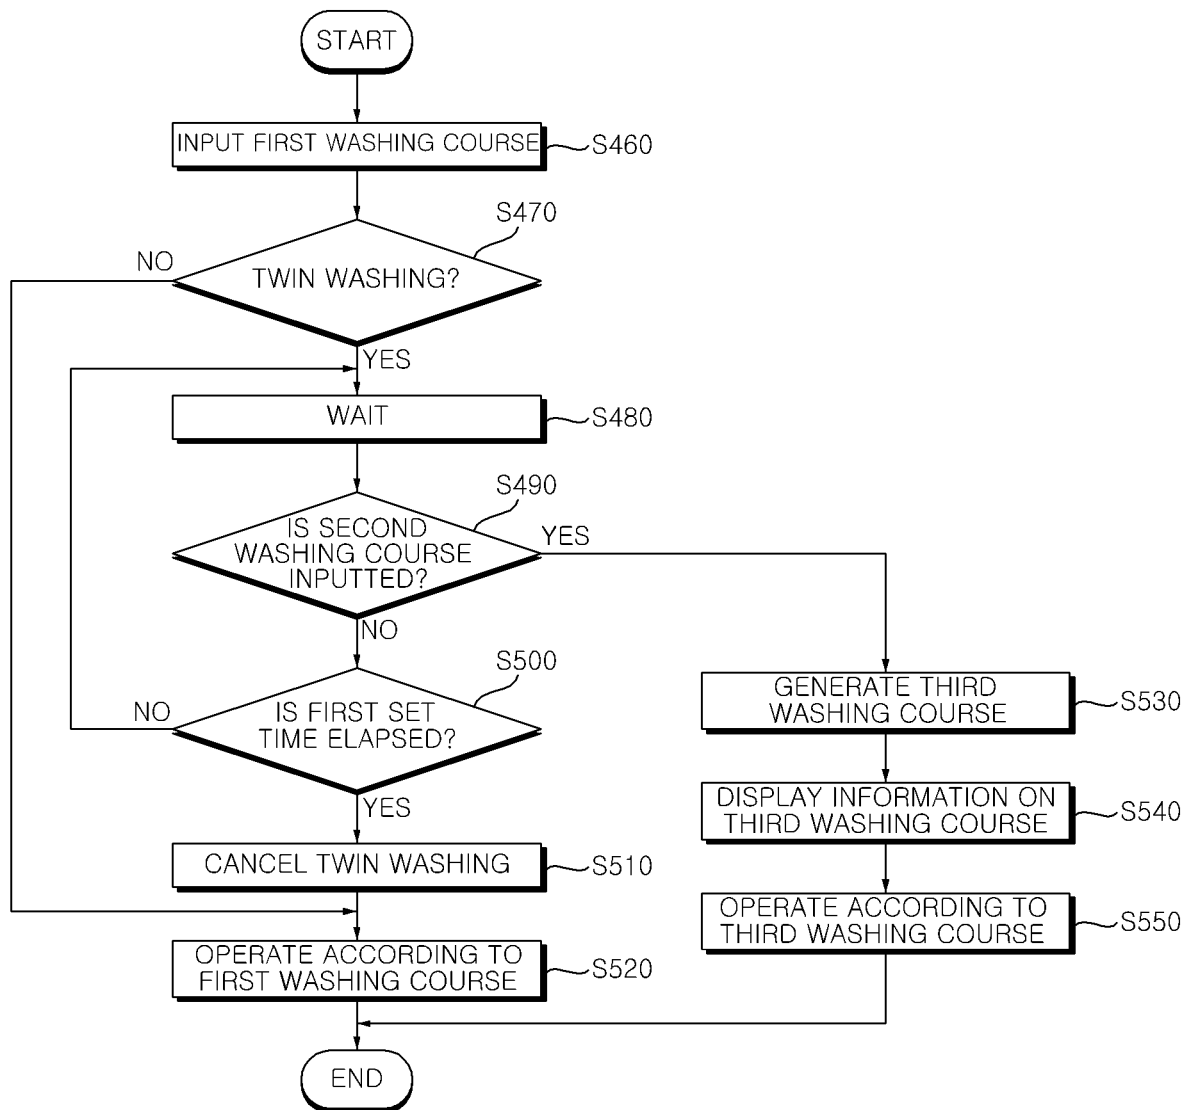 START
INPUT FIRST WASHING COURSE
S460
S470
NO
TWIN WASHING?
YES
WAIT
S480
S490
IS SECOND
WASHING COURSE
INPUTTED?
YES
NO
S500
NO
IS FIRST SET
TIME ELAPSED?
YES
GENERATE THIRD
WASHING COURSE
S530
DISPLAY INFORMATION ON
THIRD WASHING COURSE
S540
CANCEL TWIN WASHING
S510
OPERATE ACCORDING TO
THIRD WASHING COURSE
S550
OPERATE ACCORDING TO
FIRST WASHING COURSE
S520
END